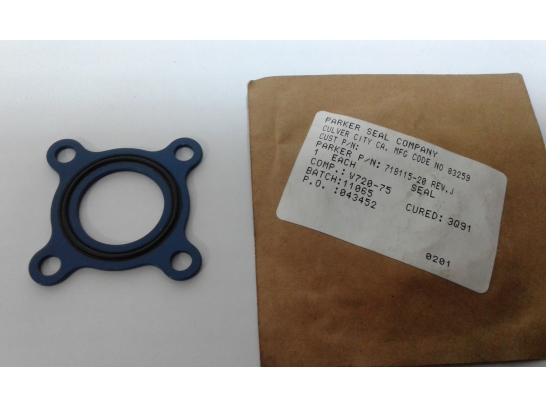 PARKER SEAL COMPANY
CULVER CITY CA. MFG CODE NO 83259
CUST P/N:
PARKER P/N: 718115-20 REV.J
1 EACH SEAL
COMP.: V720-75
BATCH:11065 CURED: 3Q91
P.O. :043452
0201